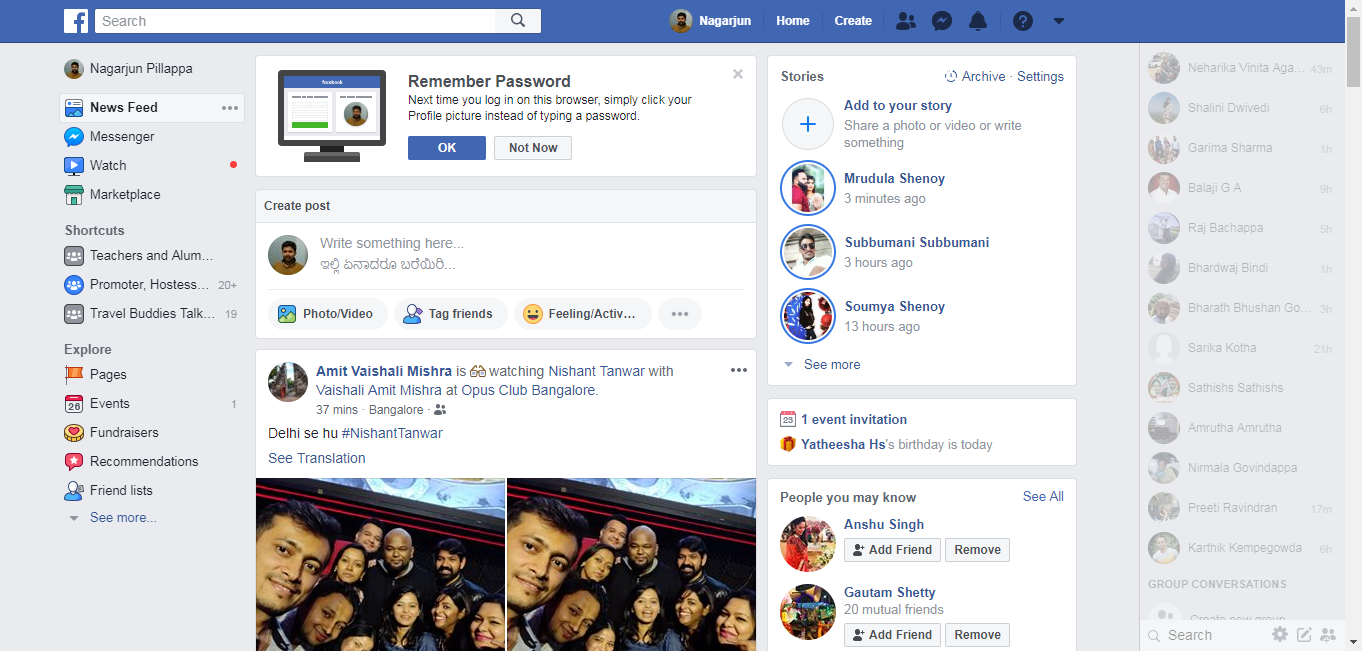 Search
Nagarjun
Home
Create
Nagarjun Pillappa
News Feed
Messenger
Watch
Marketplace
Shortcuts
Teachers and Alum...
Promoter, Hostess... 20+
Travel Buddies Talk... 19
Explore
Pages
26 Events 1
Fundraisers
Recommendations
Friend lists
See more...
facebook
Remember Password
Next time you log in on this browser, simply click your
Profile picture instead of typing a password.
OK
Not Now
Create post
Write something here...
ಇಲ್ಲಿ ಏನಾದರೂ ಬರೆಯಿರಿ...
Photo/Video
Tag friends
Feeling/Activ...
Amit Vaishali Mishra is watching Nishant Tanwar with
Vaishali Amit Mishra at Opus Club Bangalore.
37 mins · Bangalore ·
Delhi se hu #NishantTanwar
See Translation
Stories
Archive · Settings
Add to your story
Share a photo or video or write
something
Mrudula Shenoy
3 minutes ago
Subbumani Subbumani
3 hours ago
Soumya Shenoy
13 hours ago
See more
23 1 event invitation
Yatheesha Hs's birthday is today
People you may know
See All
Anshu Singh
Add Friend
Remove
Gautam Shetty
20 mutual friends
Add Friend
Remove
Neharika Vinita Aga... 43m
Shalini Dwivedi 6h
Garima Sharma 1h
Balaji G A 9h
Raj Bachappa 5h
Bhardwaj Bindi 1h
Bharath Bhushan Go... 3h
Sarika Kotha 21h
Sathishs Sathishs
Amrutha Amrutha
Nirmala Govindappa
Preeti Ravindran 17m
Karthik Kempegowda 6h
GROUP CONVERSATIONS
Create new group
Search